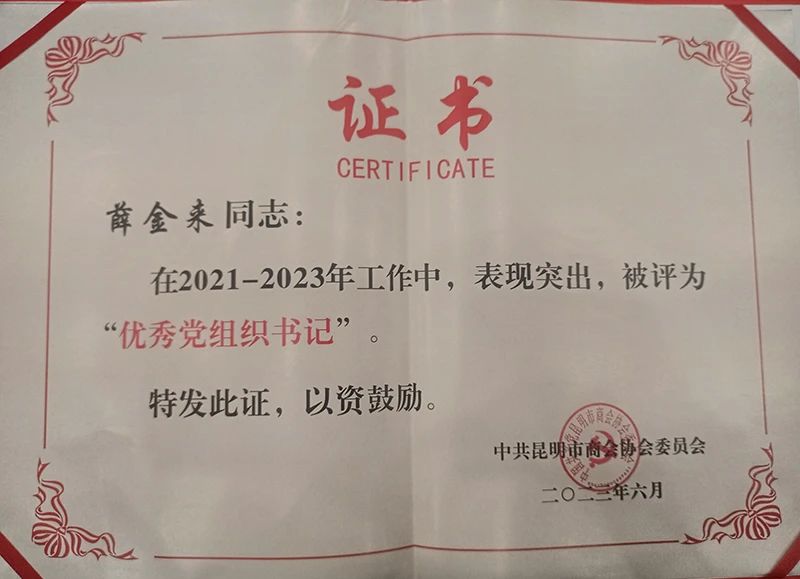 证书
CERTIFICATE
薛金来同志：
在2021-2023年工作中，表现突出，被评为
“优秀党组织书记”。
特发此证，以资鼓励。
中共昆明市商会协会委员会
二〇二三年六月